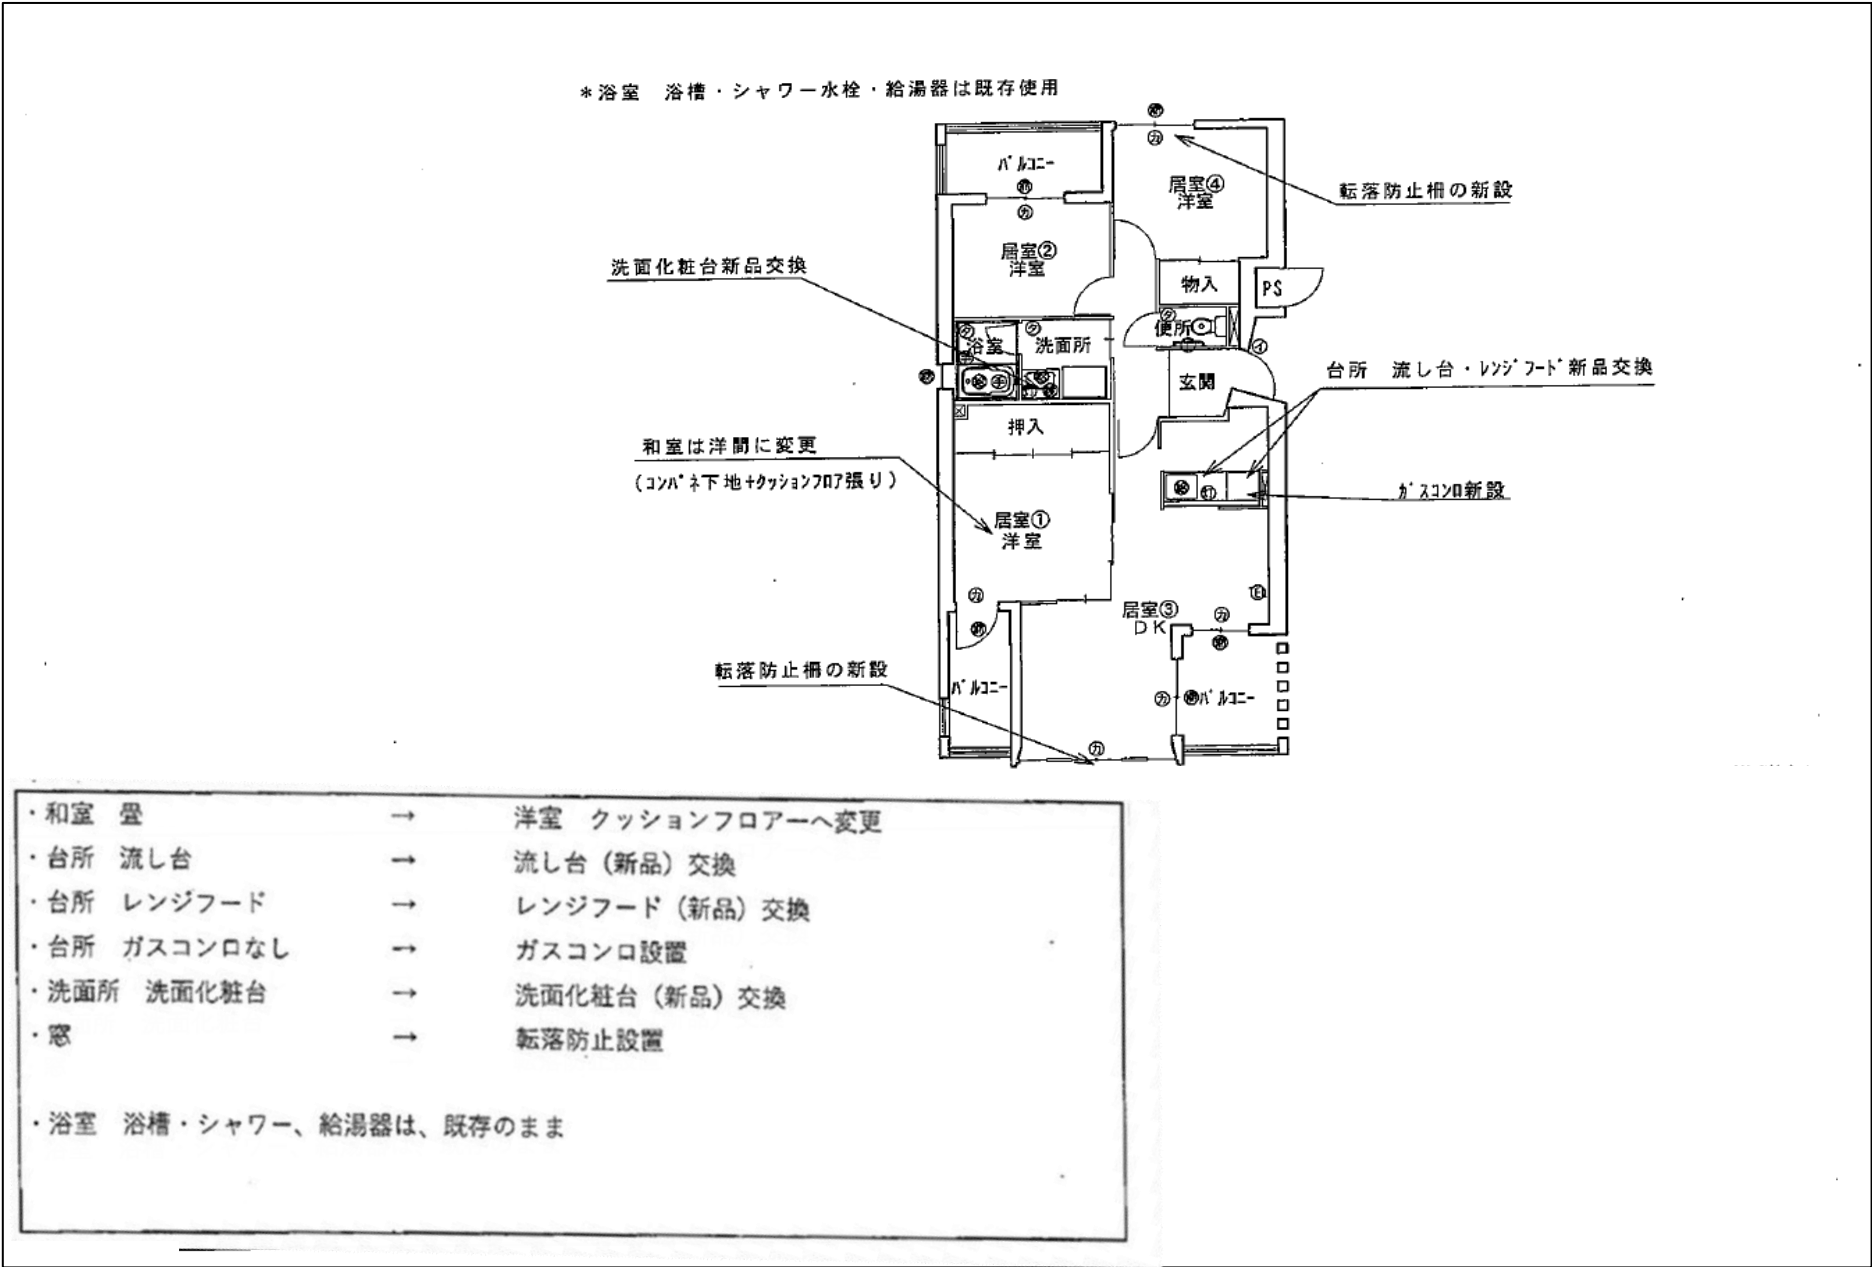 ＊浴室　浴槽・シャワー水栓・給湯器は既存使用
バルコニー
居室④
洋室
転落防止柵の新設
居室②
洋室
洗面化粧台新品交換
物入
PS
便所
浴室
洗面所
玄関
台所　流し台・レンジフード新品交換
押入
和室は洋間に変更
（コンパネ下地+クッションフロア張り）
ガスコンロ新設
居室①
洋室
居室③
DK
転落防止柵の新設
バルコニー
バルコニー
・和室　畳　→　洋室　クッションフロアーへ変更
・台所　流し台　→　流し台（新品）交換
・台所　レンジフード　→　レンジフード（新品）交換
・台所　ガスコンロなし　→　ガスコンロ設置
・洗面所　洗面化粧台　→　洗面化粧台（新品）交換
・窓　→　転落防止設置
・浴室　浴槽・シャワー、給湯器は、既存のまま